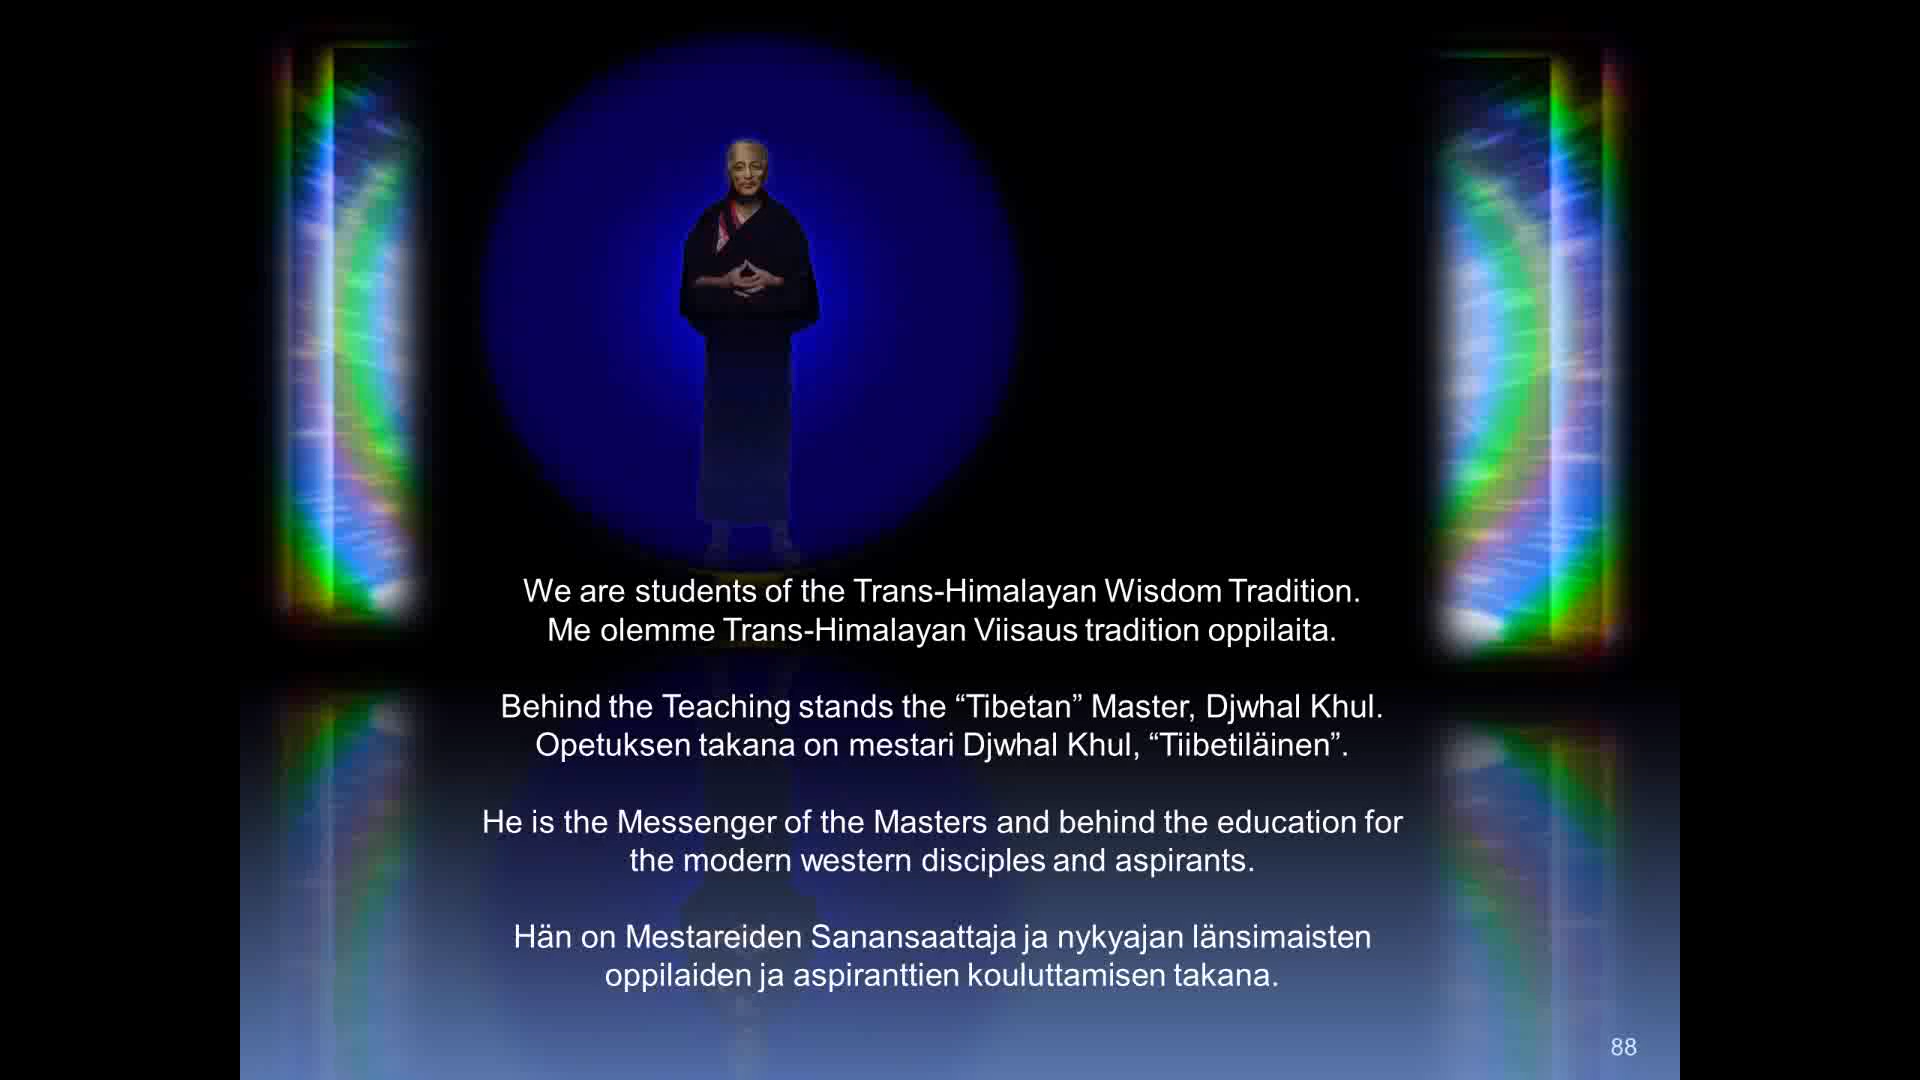 We are students of the Trans-Himalayan Wisdom Tradition.
Me olemme Trans-Himalayan Viisaus tradition oppilaita.
Behind the Teaching stands the “Tibetan” Master, Djwhal Khul.
Opetuksen takana on mestari Djwhal Khul, “Tiibetiläinen”.
He is the Messenger of the Masters and behind the education for
the modern western disciples and aspirants.
Hän on Mestareiden Sanansaattaja ja nykyajan länsimaisten
oppilaiden ja aspiranttien kouluttamisen takana.
88